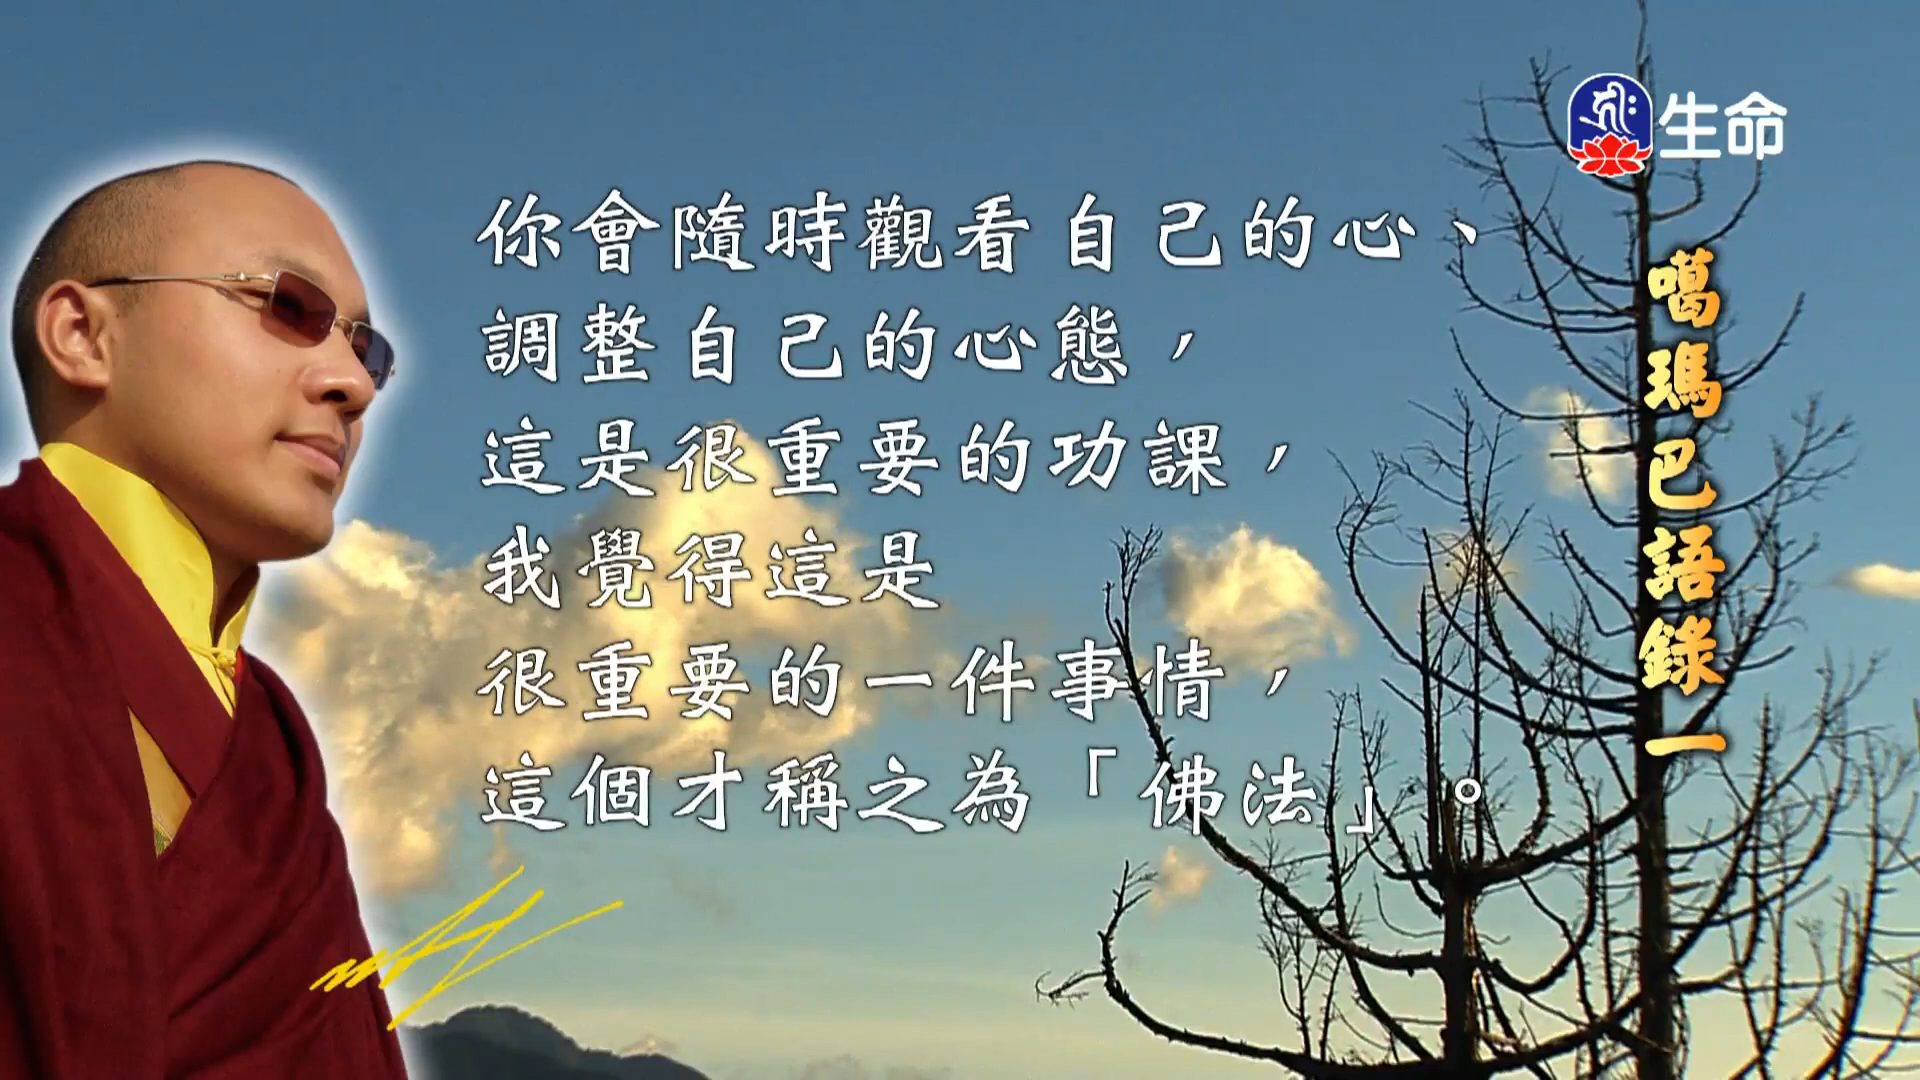 生命
你會隨時觀看自己的心、
調整自己的心態，
這是很重要的功課，
我覺得這是
很重要的一件事情，
這個才稱之為「佛法」。
噶瑪巴語錄一